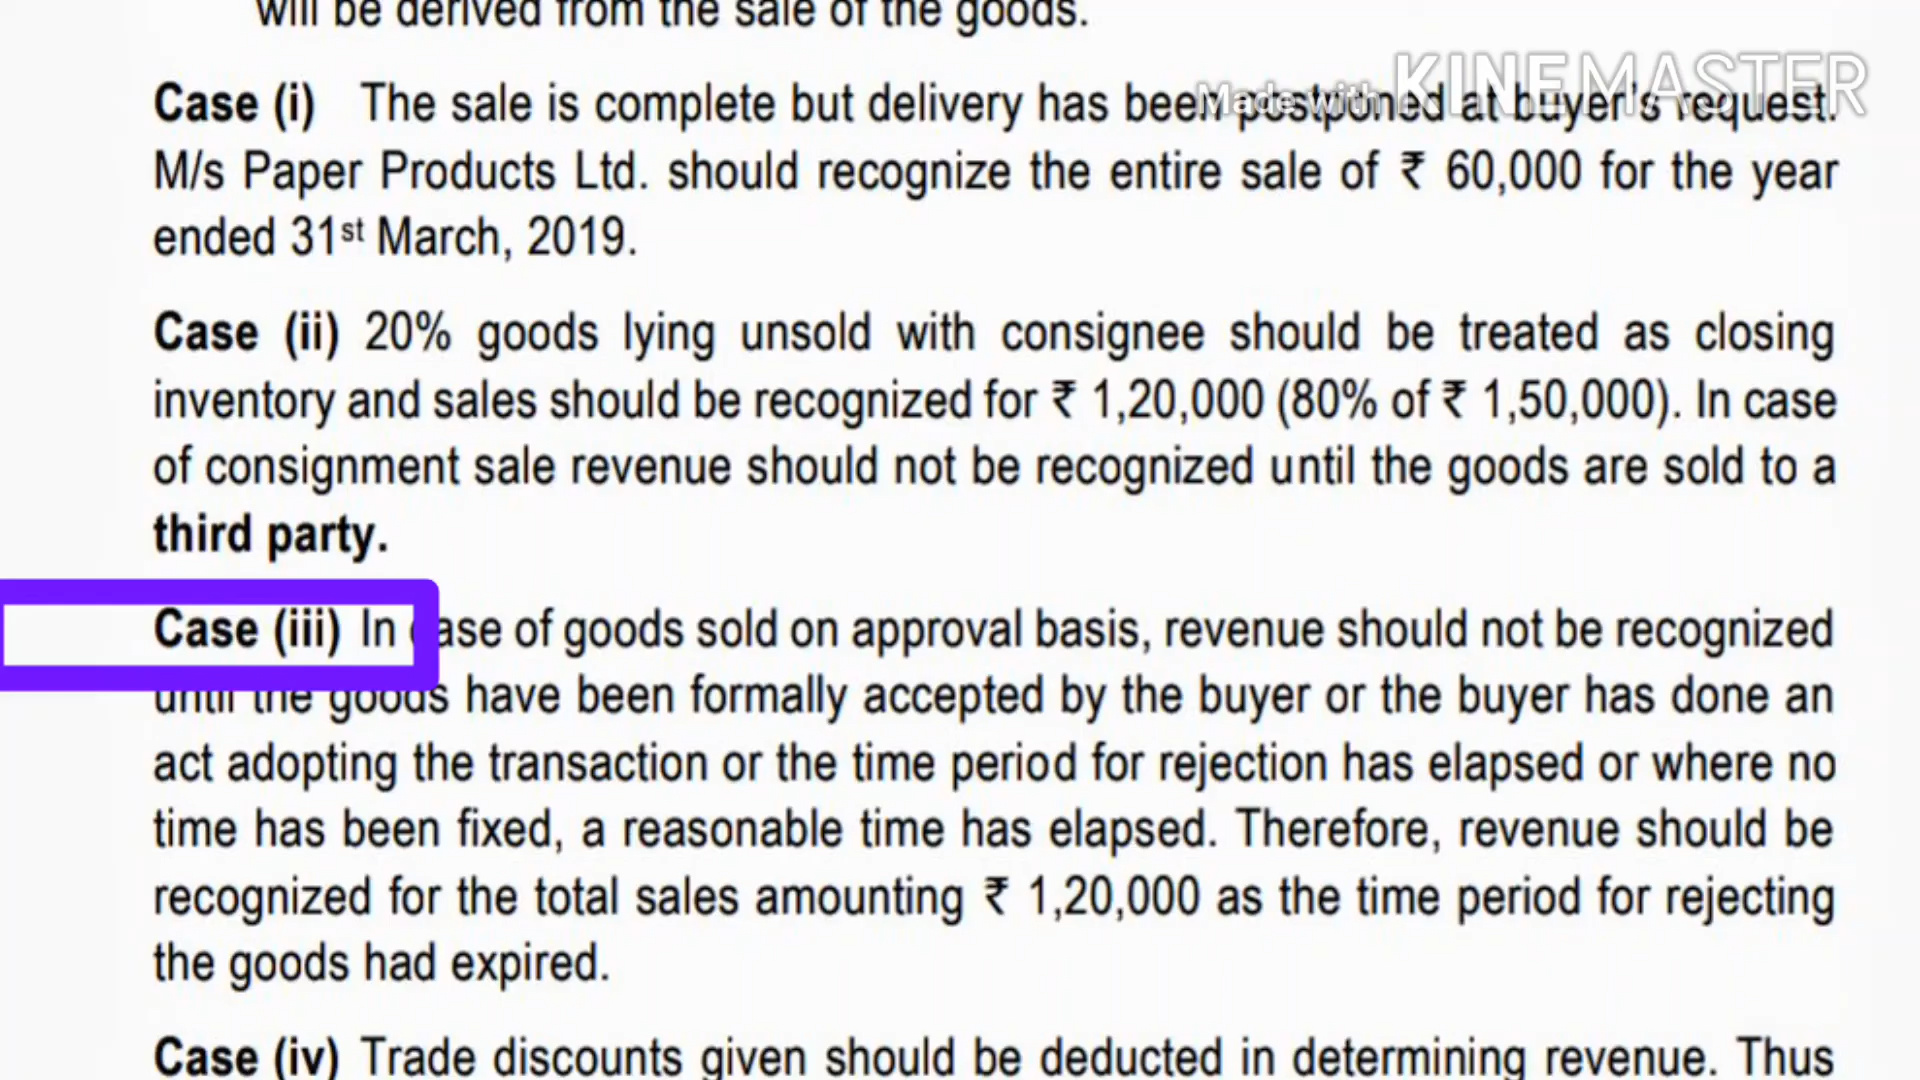 will be derived from the sale of the goods.
Made with KINEMASTER
Case (i) The sale is complete but delivery has been postponed at buyer's request.
M/s Paper Products Ltd. should recognize the entire sale of ₹ 60,000 for the year
ended 31st March, 2019.
Case (ii) 20% goods lying unsold with consignee should be treated as closing
inventory and sales should be recognized for ₹ 1,20,000 (80% of ₹ 1,50,000). In case
of consignment sale revenue should not be recognized until the goods are sold to a
third party.
Case (iii) In case of goods sold on approval basis, revenue should not be recognized
until the goods have been formally accepted by the buyer or the buyer has done an
act adopting the transaction or the time period for rejection has elapsed or where no
time has been fixed, a reasonable time has elapsed. Therefore, revenue should be
recognized for the total sales amounting ₹ 1,20,000 as the time period for rejecting
the goods had expired.
Case (iv) Trade discounts given should be deducted in determining revenue. Thus